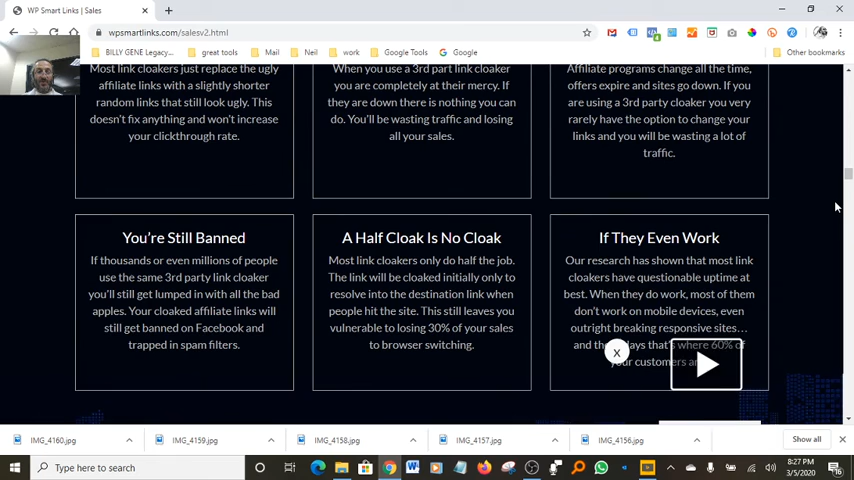 WP Smart Links | Sales
wpsmartlinks.com/salesv2.html
BILLY GENE Legacy...
great tools
Mail
Neil
work
Google Tools
Google
Other bookmarks
Most link cloakers just replace the ugly
affiliate links with a slightly shorter
random links that still look ugly. This
doesn't fix anything and won't increase
your clickthrough rate.
When you use a 3rd part link cloaker
you are completely at their mercy. If
they are down there is nothing you can
do. You'll be wasting traffic and losing
all your sales.
Affiliate programs change all the time,
offers expire and sites go down. If you
are using a 3rd party cloaker you very
rarely have the option to change your
links and you will be wasting a lot of
traffic.
You're Still Banned
If thousands or even millions of people
use the same 3rd party link cloaker
you'll still get lumped in with all the bad
apples. Your cloaked affiliate links will
still get banned on Facebook and
trapped in spam filters.
A Half Cloak Is No Cloak
Most link cloakers only do half the job.
The link will be cloaked initially only to
resolve into the destination link when
people hit the site. This still leaves you
vulnerable to losing 30% of your sales
to browser switching.
If They Even Work
Our research has shown that most link
cloakers have questionable uptime at
best. When they do work, most of them
don't work on mobile devices, even
outright breaking responsive sites...
and days that's where 60% of
your customers
X
IMG_4160.jpg
IMG_4159.jpg
IMG_4158.jpg
IMG_4157.jpg
IMG_4156.jpg
Show all
Type here to search
8:27 PM
3/5/2020